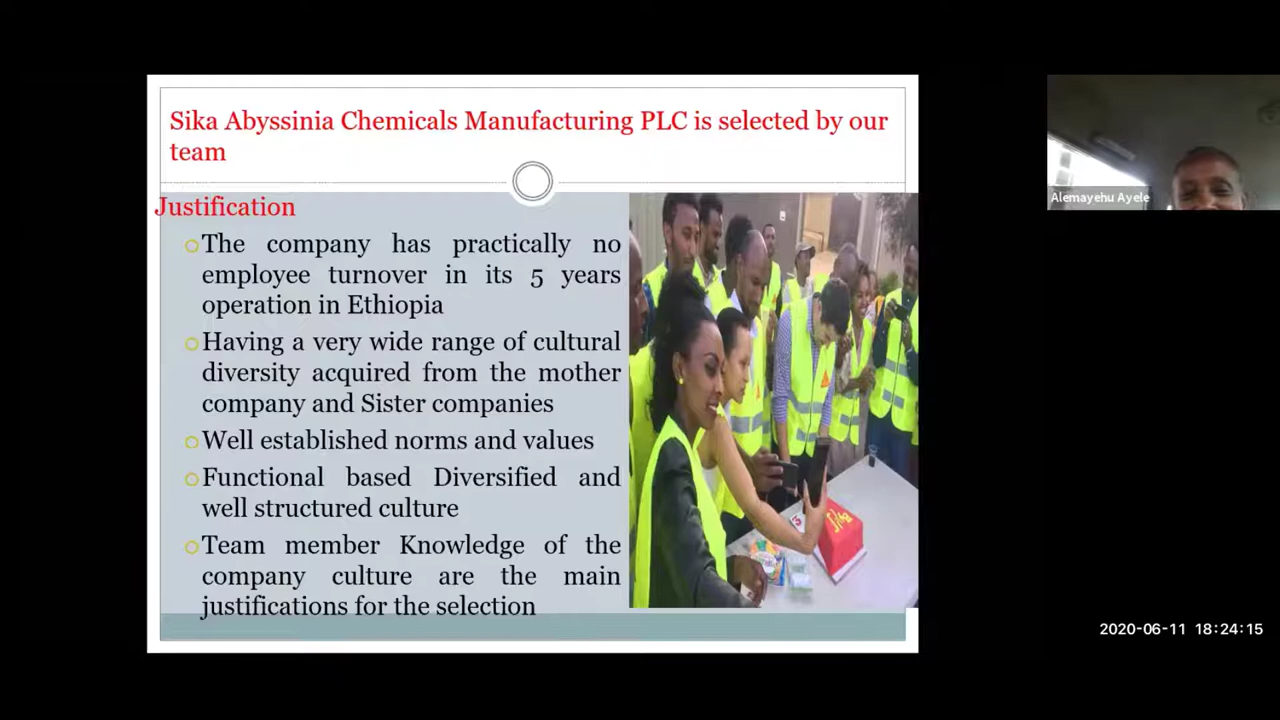 Sika Abyssinia Chemicals Manufacturing PLC is selected by our
team
Justification
The company has practically no
employee turnover in its 5 years
operation in Ethiopia
Having a very wide range of cultural
diversity acquired from the mother
company and Sister companies
Well established norms and values
Functional based Diversified and
well structured culture
Team member Knowledge of the
company culture are the main
justifications for the selection
Alemayehu Ayele
2020-06-11 18:24:15